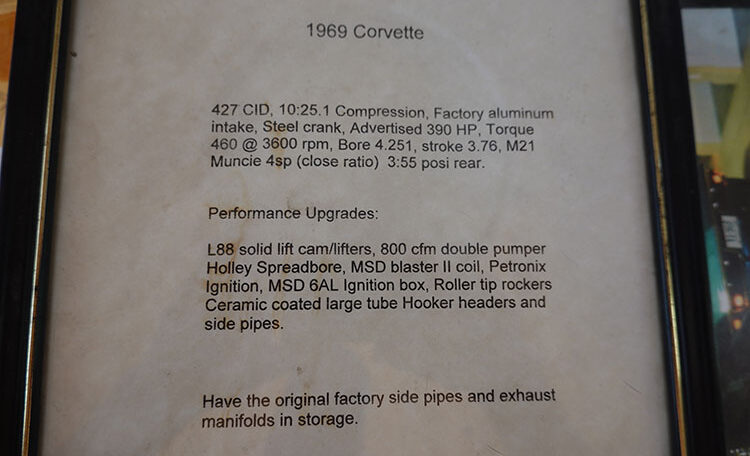 1969 Corvette
427 CID, 10:25.1 Compression, Factory aluminum
intake, Steel crank, Advertised 390 HP, Torque
460 @ 3600 rpm, Bore 4.251, stroke 3.76, M21
Muncie 4sp (close ratio) 3:55 posi rear.
Performance Upgrades:
L88 solid lift cam/lifters, 800 cfm double pumper
Holley Spreadbore, MSD blaster II coil, Petronix
Ignition, MSD 6AL Ignition box, Roller tip rockers
Ceramic coated large tube Hooker headers and
side pipes.
Have the original factory side pipes and exhaust
manifolds in storage.